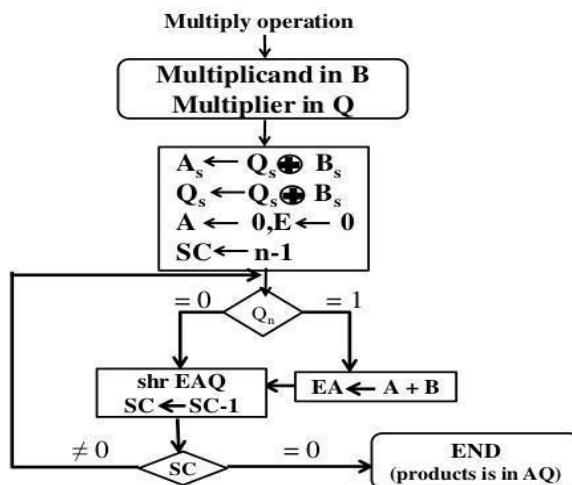 Multiply operation
Multiplicand in B
Multiplier in Q
Aₛ ← Qₛ ⊕ Bₛ
Qₛ ← Qₛ ⊕ Bₛ
A ← 0,E ← 0
SC ← n-1
= 0
= 1
Qₙ
shr EAQ
SC ← SC-1
EA ← A + B
≠ 0
SC
= 0
END
(products is in AQ)